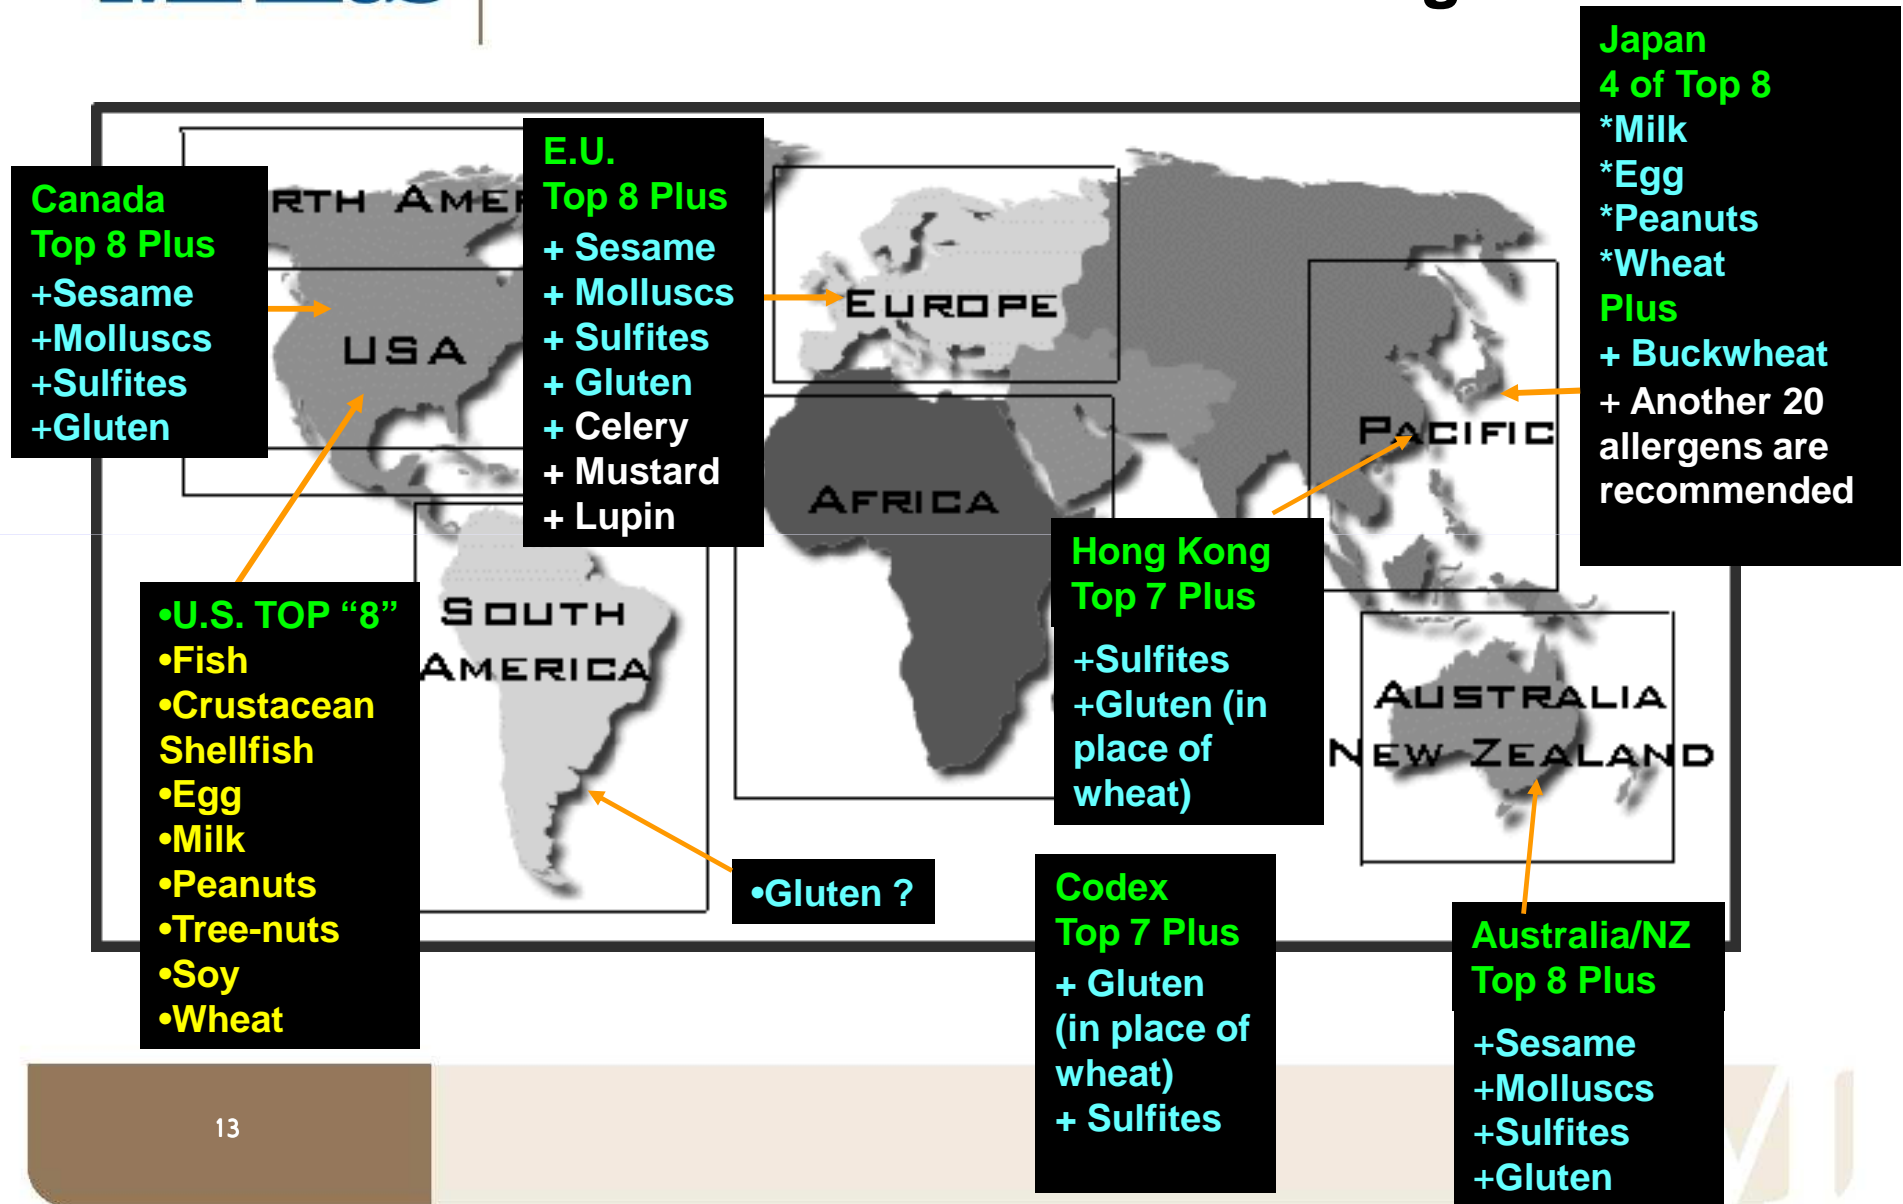 Japan
4 of Top 8
*Milk
*Egg
*Peanuts
*Wheat
Plus
+ Buckwheat
+ Another 20
allergens are
recommended
Canada
Top 8 Plus
+Sesame
+Molluscs
+Sulfites
+Gluten
E.U.
Top 8 Plus
+ Sesame
+ Molluscs
+ Sulfites
+ Gluten
+ Celery
+ Mustard
+ Lupin
USA
EUROPE
PACIFIC
AFRICA
SOUTH
AMERICA
AUSTRALIA
NEW ZEALAND
Hong Kong
Top 7 Plus
+Sulfites
+Gluten (in
place of
wheat)
•U.S. TOP “8”
•Fish
•Crustacean
Shellfish
•Egg
•Milk
•Peanuts
•Tree-nuts
•Soy
•Wheat
•Gluten ?
Codex
Top 7 Plus
+ Gluten
(in place of
wheat)
+ Sulfites
Australia/NZ
Top 8 Plus
+Sesame
+Molluscs
+Sulfites
+Gluten
13